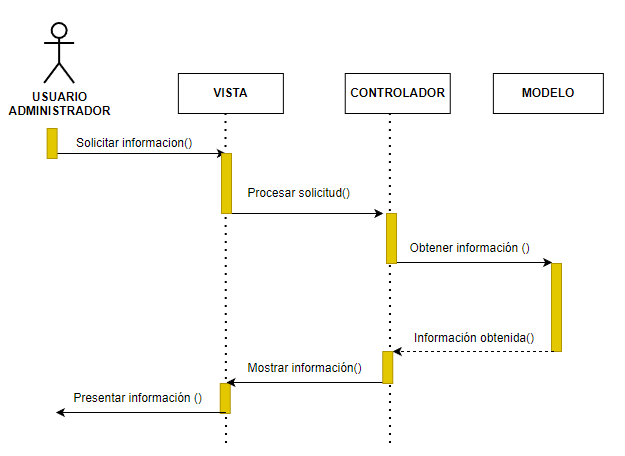 USUARIO
ADMINISTRADOR
VISTA
CONTROLADOR
MODELO
Solicitar informacion()
Procesar solicitud()
Obtener información ()
Información obtenida()
Mostrar información()
Presentar información ()